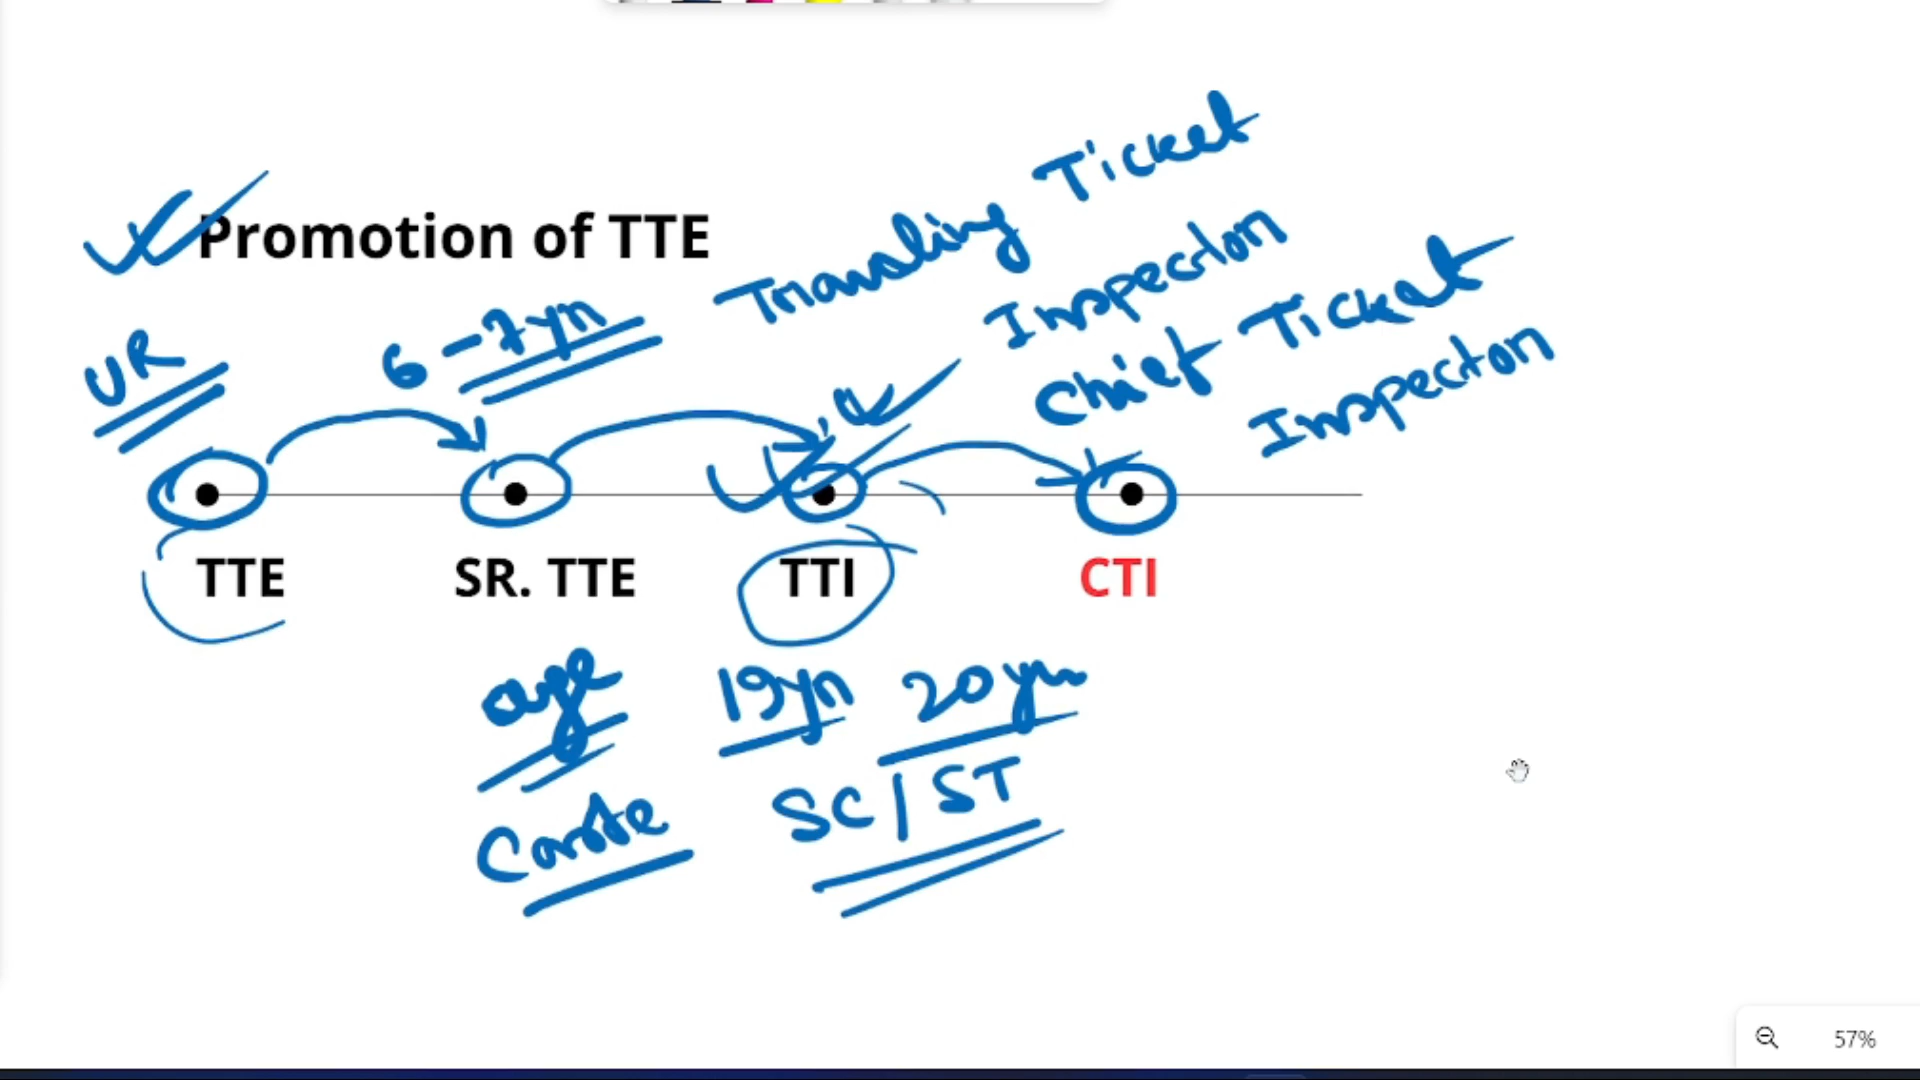 Promotion of TTE
UR
6-7yr
Travling Ticket
Inspector
Chief Ticket
Inspector
TTE SR. TTE TTI CTI
age 19yr 20yr
Caste SC/ST
57%